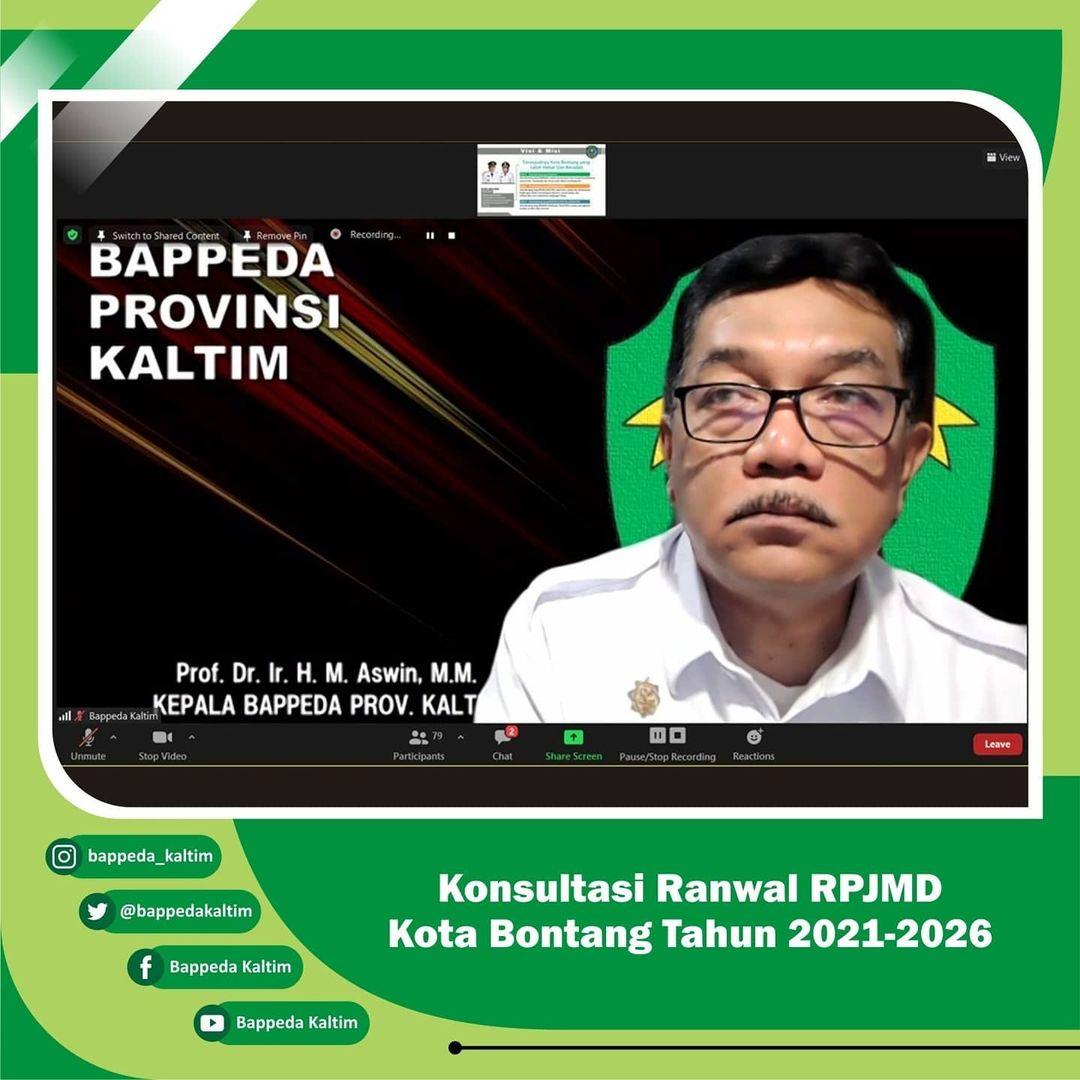 Visi & Misi
View
Switch to Shared Content
Remove Pin
Recording...
BAPPEDA
PROVINSI
KALTIM
Prof. Dr. Ir. H. M. Aswin, M.M.
KEPALA BAPPEDA PROV. KALT
Bappeda Kaltim
Unmute
Stop Video
79
Participants
2
Chat
Share Screen
Pause/Stop Recording
Reactions
Leave
bappeda_kaltim
@bappedakaltim
Bappeda Kaltim
Bappeda Kaltim
Konsultasi Ranwal RPJMD
Kota Bontang Tahun 2021-2026